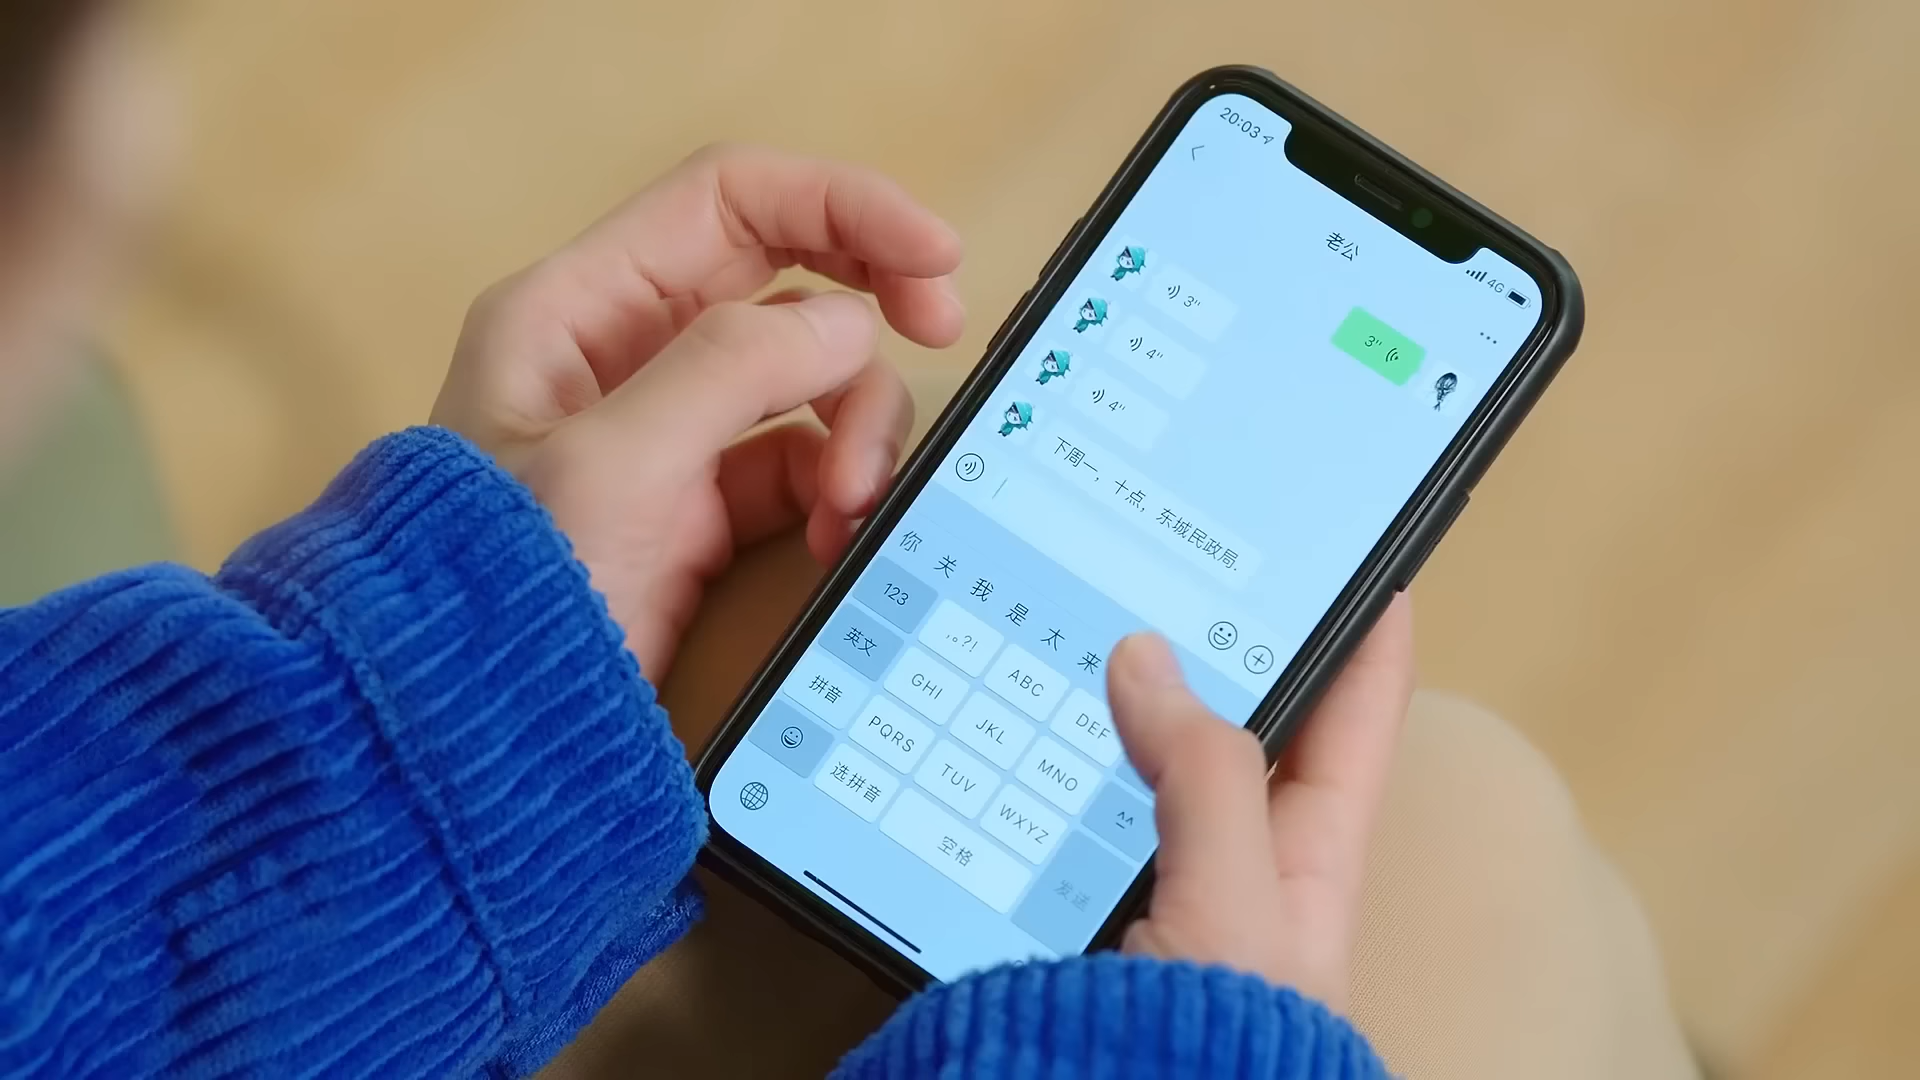 20:03
4G
老公
3"
3"
4"
4"
下周一，十点，东城民政局.
你 关 我 是 太 来
123 ,。?! ABC DEF
英文 GHI JKL MNO
拼音 PQRS TUV WXYZ ^^
选拼音 空格 发送